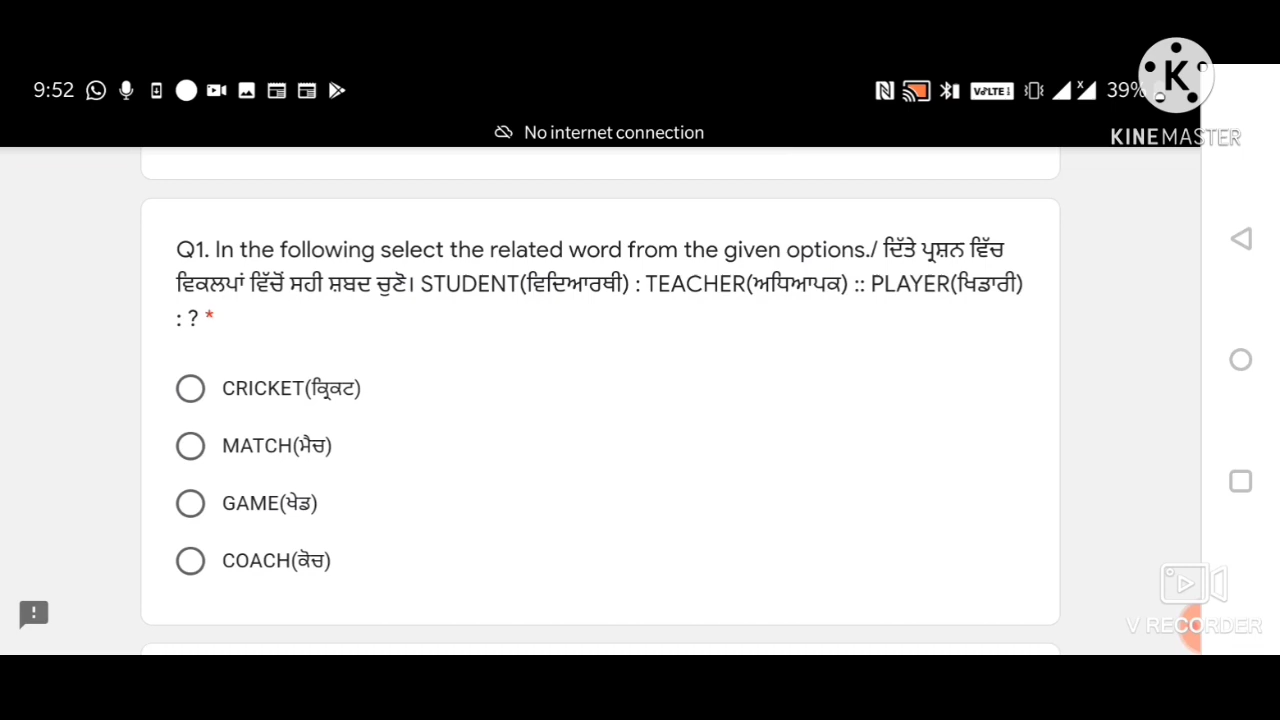 9:52
VoLTE 39%
No internet connection
KINEMASTER
Q1. In the following select the related word from the given options./ ਦਿੱਤੇ ਪ੍ਰਸ਼ਨ ਵਿੱਚ
ਵਿਕਲਪਾਂ ਵਿੱਚੋਂ ਸਹੀ ਸ਼ਬਦ ਚੁਣੋ। STUDENT(ਵਿਦਿਆਰਥੀ) : TEACHER(ਅਧਿਆਪਕ) :: PLAYER(ਖਿਡਾਰੀ)
: ? *
CRICKET(ਕ੍ਰਿਕਟ)
MATCH(ਮੈਚ)
GAME(ਖੇਡ)
COACH(ਕੋਚ)
V RECORDER